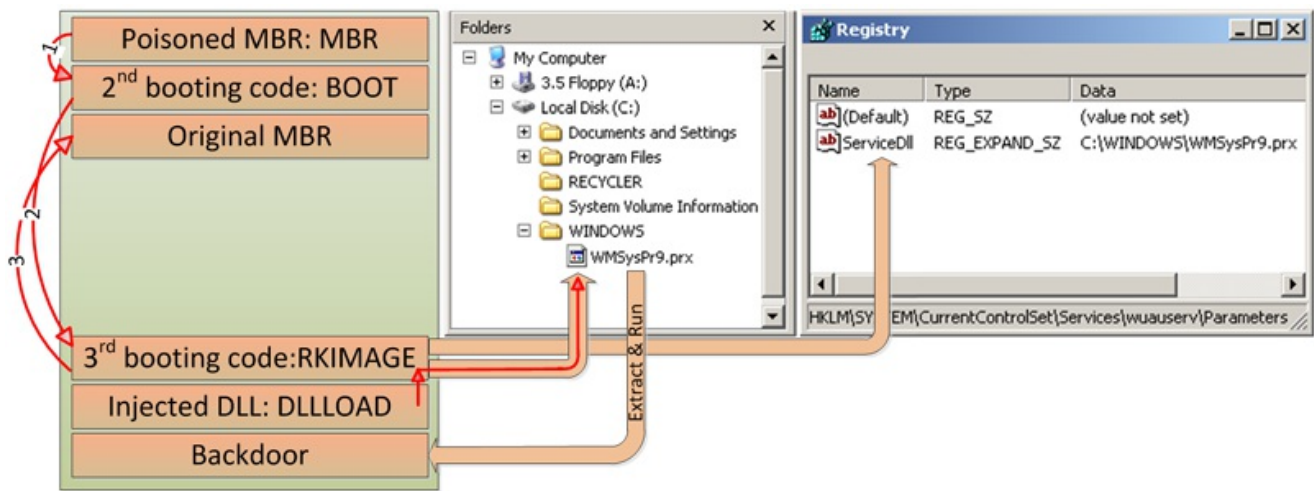 Poisoned MBR: MBR
1
2nd booting code: BOOT
Original MBR
2
3
3rd booting code:RKIMAGE
Injected DLL: DLLLOAD
Backdoor
Folders
My Computer
3.5 Floppy (A:)
Local Disk (C:)
Documents and Settings
Program Files
RECYCLER
System Volume Information
WINDOWS
WMSysPr9.prx
Extract & Run
Registry
Name Type Data
ab (Default) REG_SZ (value not set)
ab ServiceDll REG_EXPAND_SZ C:\WINDOWS\WMSysPr9.prx
HKLM\SYSTEM\CurrentControlSet\Services\wuauserv\Parameters